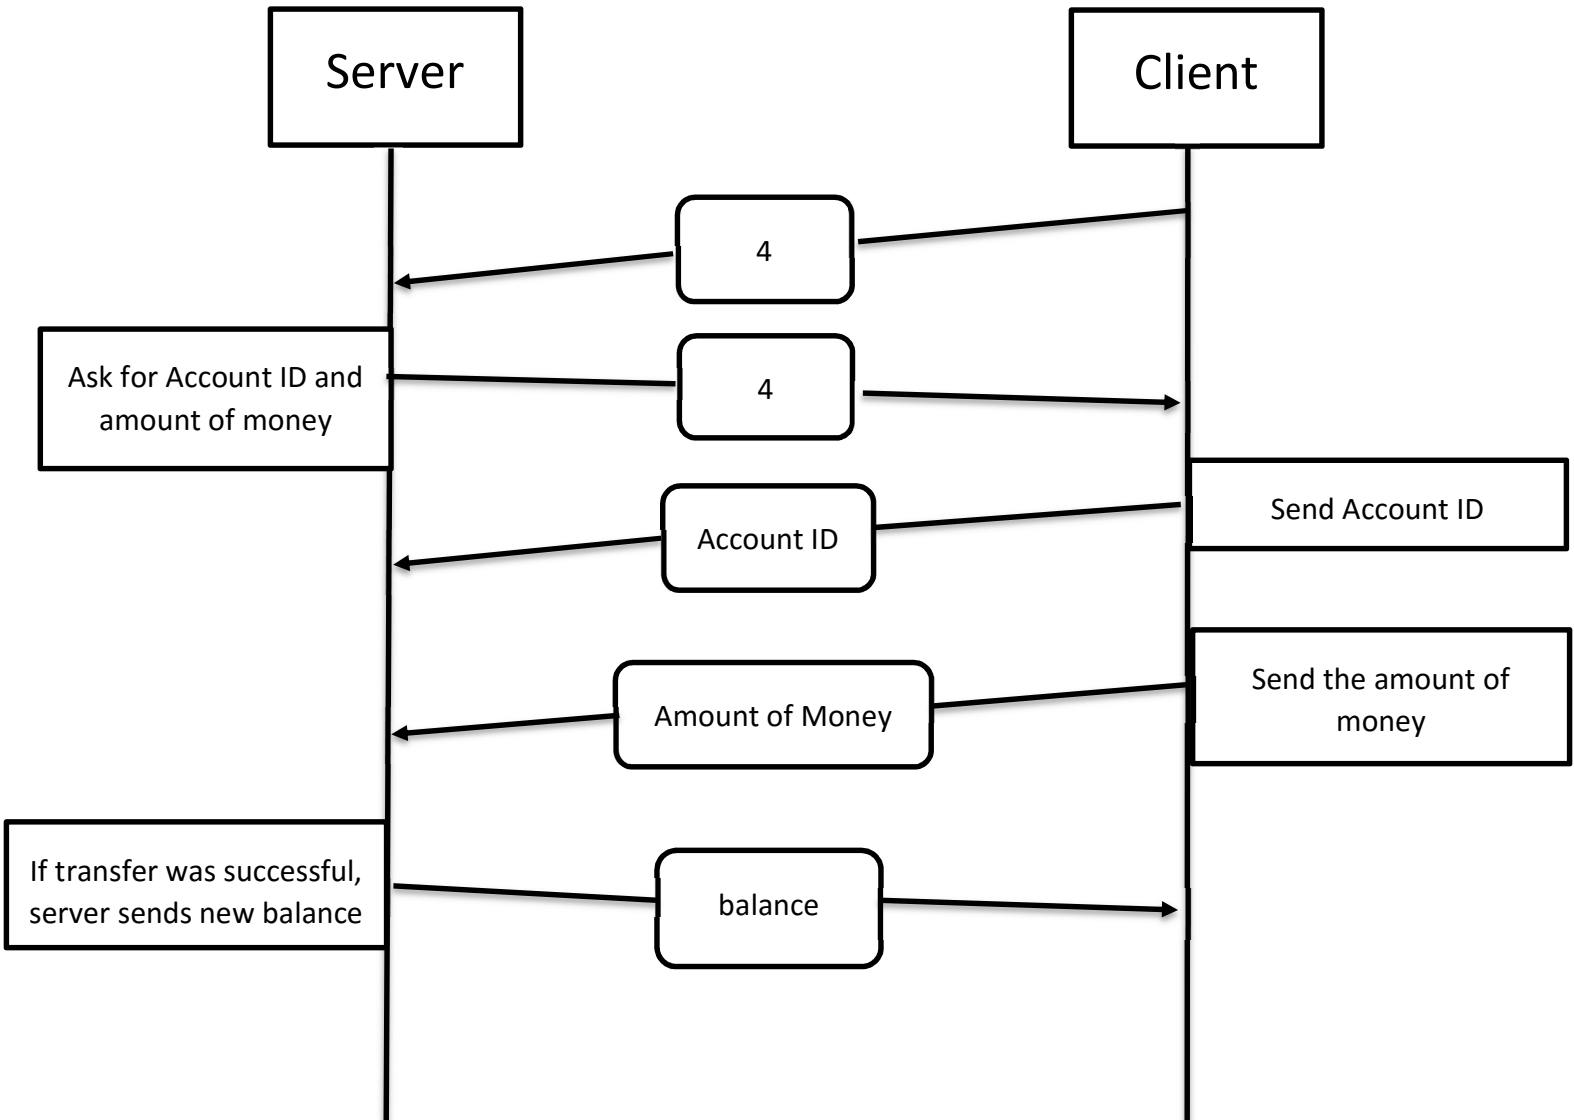 Server
Client
4
Ask for Account ID and
amount of money
4
Send Account ID
Account ID
Send the amount of
money
Amount of Money
If transfer was successful,
server sends new balance
balance